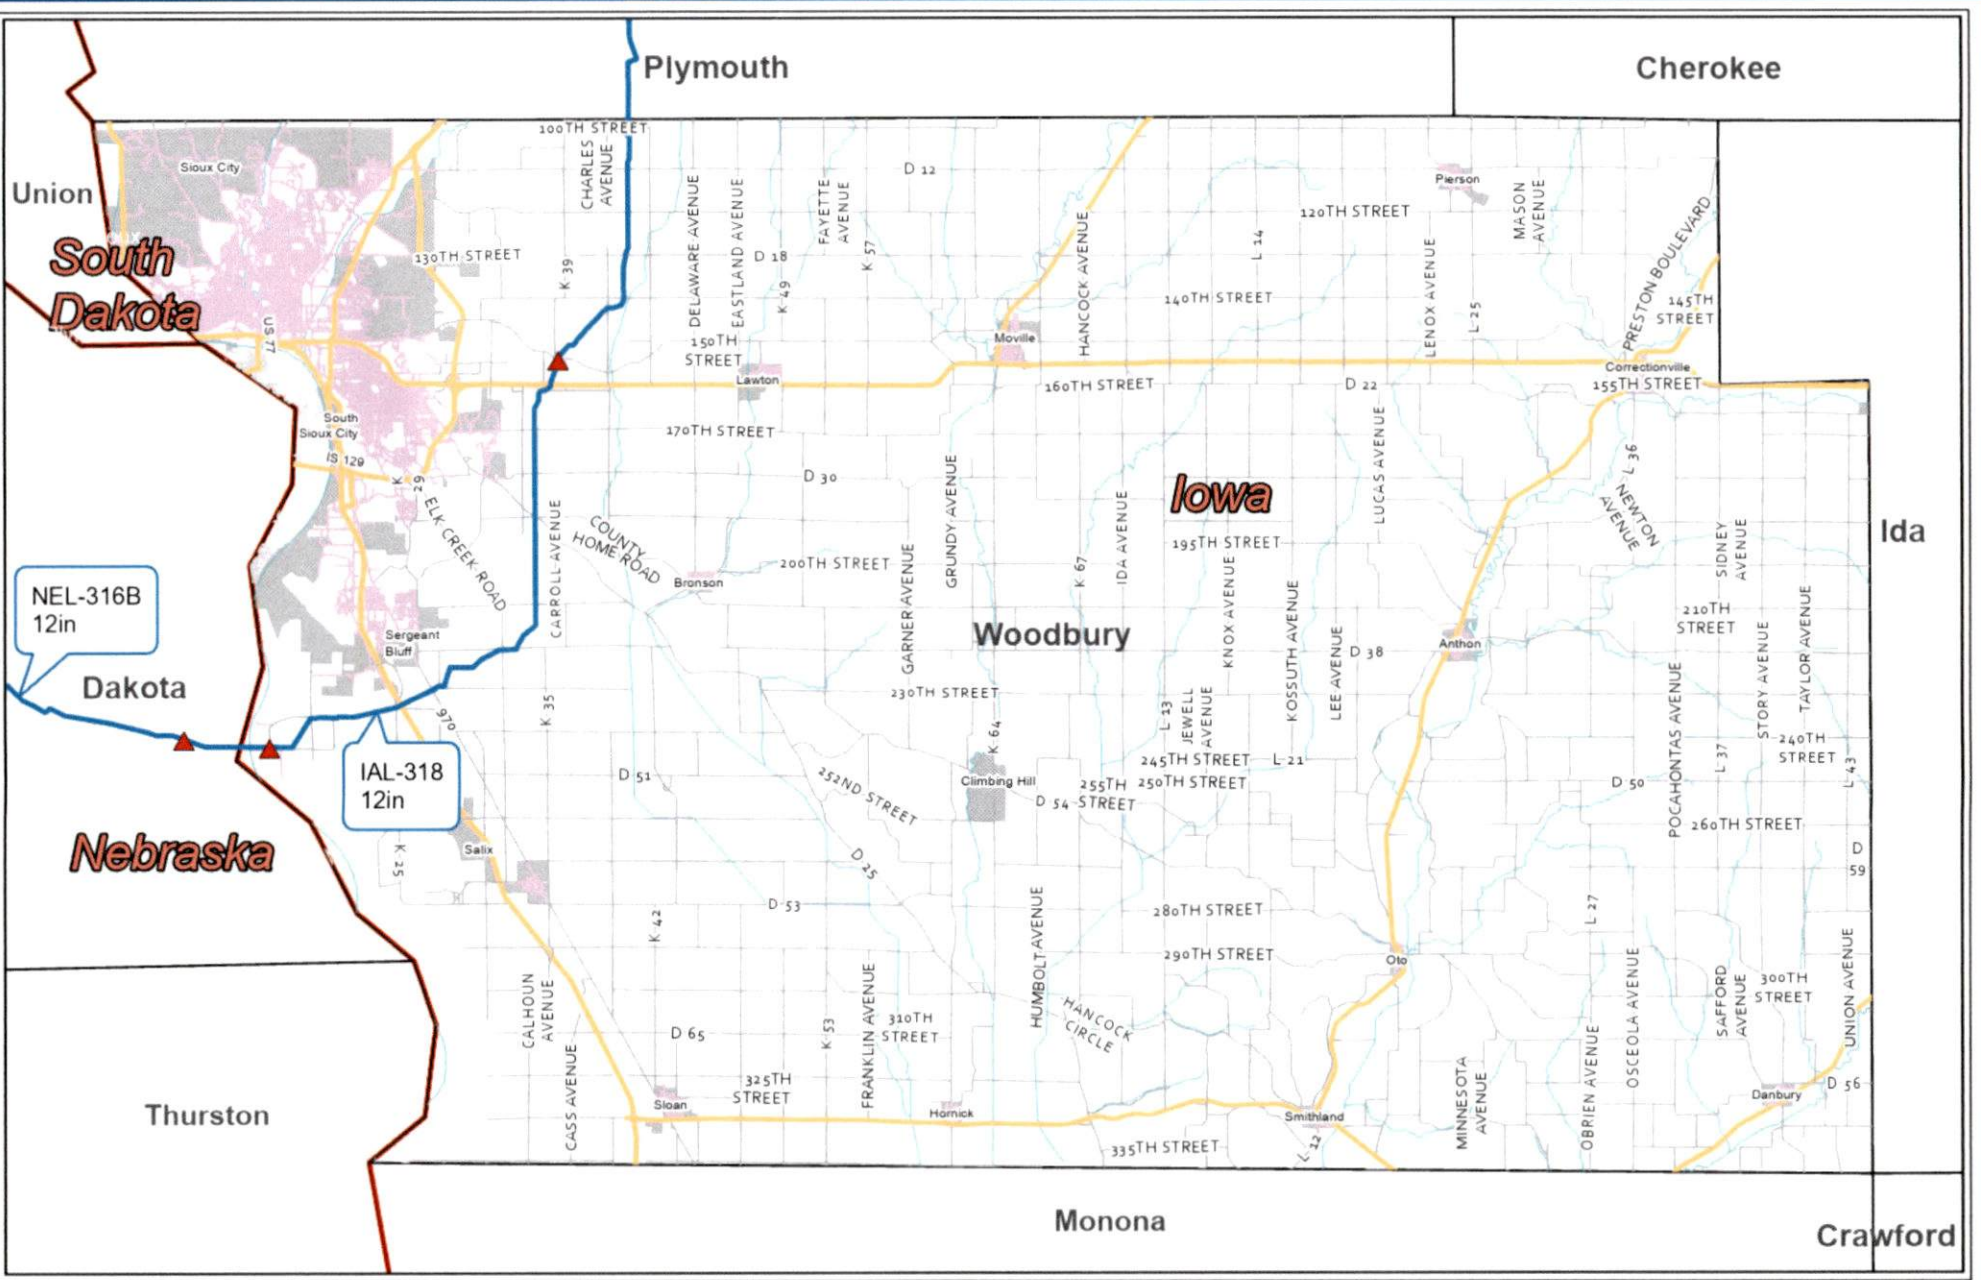 Plymouth
Cherokee
100TH STREET
CHARLES
AVENUE
Sioux City
Union
D 12
Pierson
DELAWARE AVENUE
EASTLAND AVENUE
FAYETTE
AVENUE
HANCOCK AVENUE
120TH STREET
MASON
AVENUE
PRESTON BOULEVARD
South
Dakota
130TH STREET
K 39
D 18
K 57
L 14
LENOX AVENUE
K 49
140TH STREET
L 25
145TH
STREET
US 77
150TH
STREET
Moville
Correctionville
Lawton
160TH STREET
D 22
155TH STREET
South
Sioux City
170TH STREET
LUCAS AVENUE
IS 129
K
29
D 30
GRUNDY AVENUE
Iowa
L 36
NEWTON
AVENUE
ELK CREEK ROAD
CARROLL AVENUE
COUNTY
HOME ROAD
IDA AVENUE
195TH STREET
SIDNEY
AVENUE
Ida
NEL-316B
12in
Bronson
200TH STREET
GARNER AVENUE
K 67
KNOX AVENUE
KOSSUTH AVENUE
210TH
STREET
TAYLOR AVENUE
Sergeant
Bluff
Woodbury
LEE AVENUE
D 38
Anthon
STORY AVENUE
Dakota
K 35
970
230TH STREET
L 13
JEWELL
AVENUE
POCAHONTAS AVENUE
K 64
240TH
STREET
IAL-318
12in
D 51
252ND STREET
Climbing Hill
245TH STREET
L 21
255TH
STREET
250TH STREET
D 54
D 50
L 37
L 43
260TH STREET
Nebraska
K 25
Salix
D 25
D
59
K 42
D 53
HUMBOLT AVENUE
280TH STREET
L 27
290TH STREET
Oto
CALHOUN
AVENUE
FRANKLIN AVENUE
OSCEOLA AVENUE
SAFFORD
AVENUE
300TH
STREET
UNION AVENUE
D 65
K 53
310TH
STREET
HANCOCK
CIRCLE
CASS AVENUE
325TH
STREET
MINNESOTA
AVENUE
OBRIEN AVENUE
D 56
Thurston
Sloan
Hornick
Smithland
Danbury
335TH STREET
L 12
Monona
Crawford